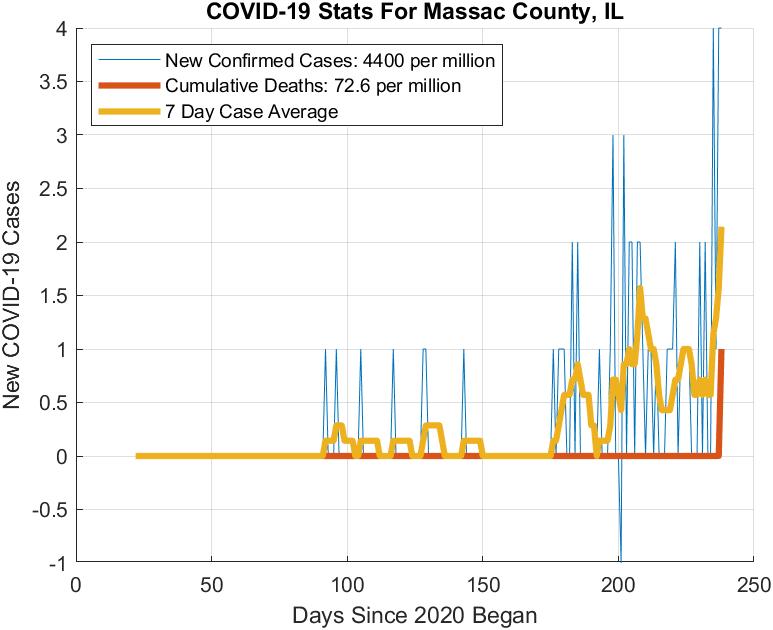 COVID-19 Stats For Massac County, IL
New Confirmed Cases: 4400 per million
Cumulative Deaths: 72.6 per million
7 Day Case Average
New COVID-19 Cases
4
3.5
3
2.5
2
1.5
1
0.5
0
-0.5
-1
0 50 100 150 200 250
Days Since 2020 Began